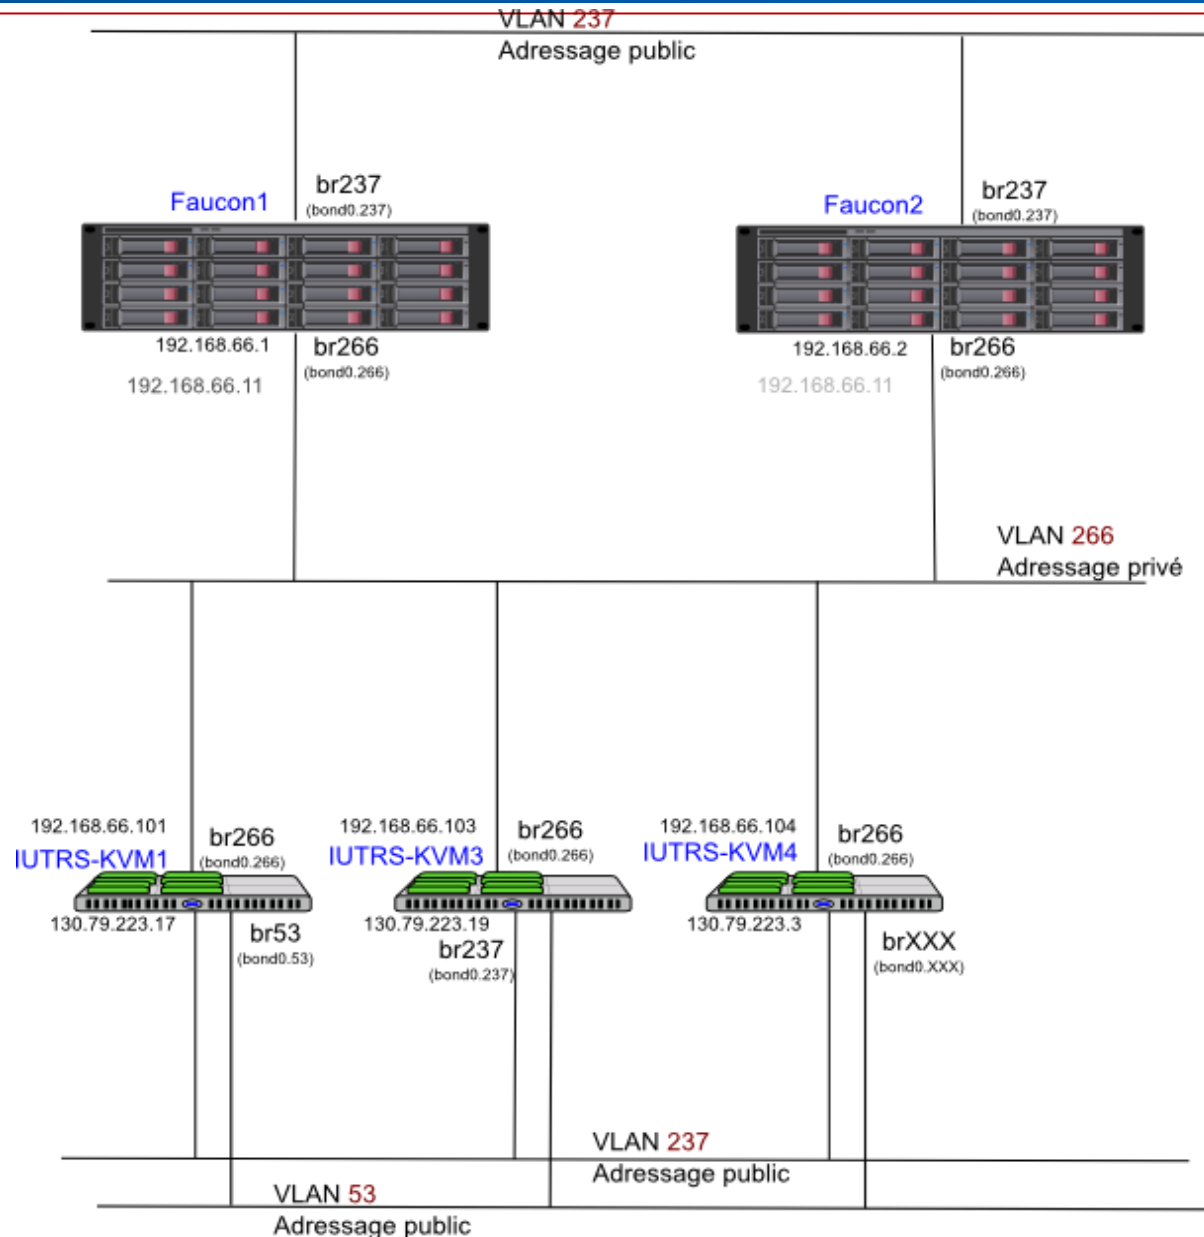 VLAN 237
Adressage public
Faucon1
br237
(bond0.237)
Faucon2
br237
(bond0.237)
192.168.66.1
br266
(bond0.266)
192.168.66.11
192.168.66.2
br266
(bond0.266)
192.168.66.11
VLAN 266
Adressage privé
192.168.66.101
br266
(bond0.266)
IUTRS-KVM1
192.168.66.103
br266
(bond0.266)
IUTRS-KVM3
192.168.66.104
br266
(bond0.266)
IUTRS-KVM4
130.79.223.17
br53
(bond0.53)
130.79.223.19
br237
(bond0.237)
130.79.223.3
brXXX
(bond0.XXX)
VLAN 237
Adressage public
VLAN 53
Adressage public